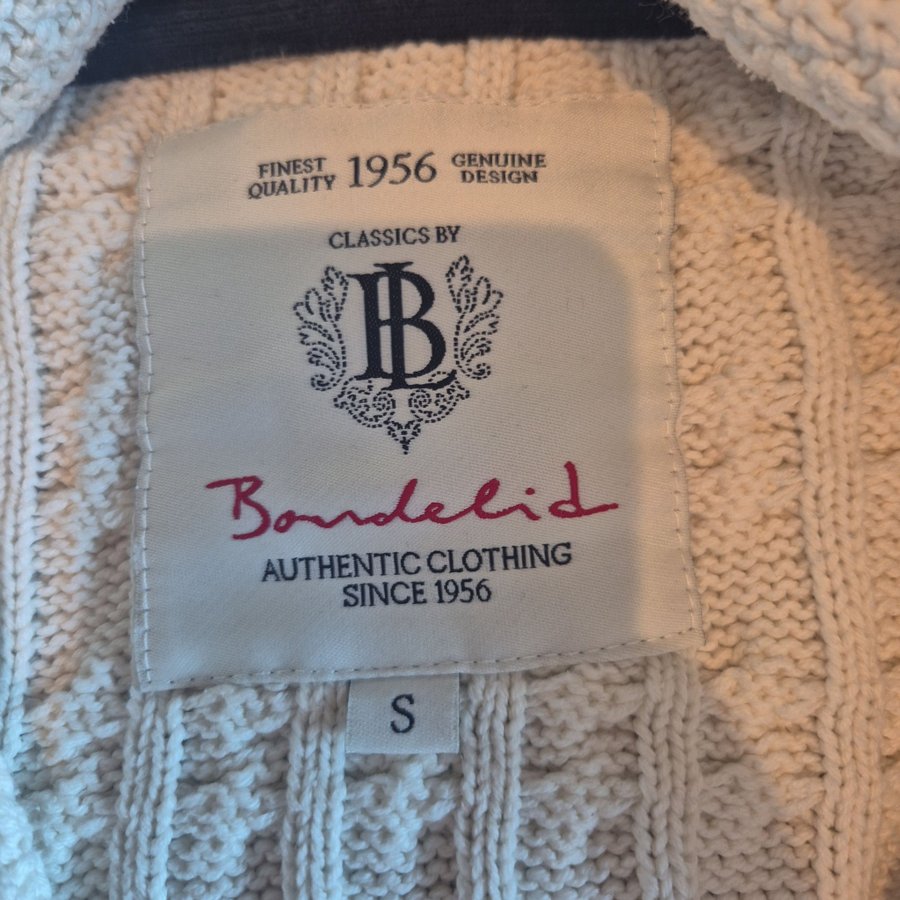 FINEST QUALITY 1956 GENUINE DESIGN
CLASSICS BY
BL
Bondelid
AUTHENTIC CLOTHING
SINCE 1956
S